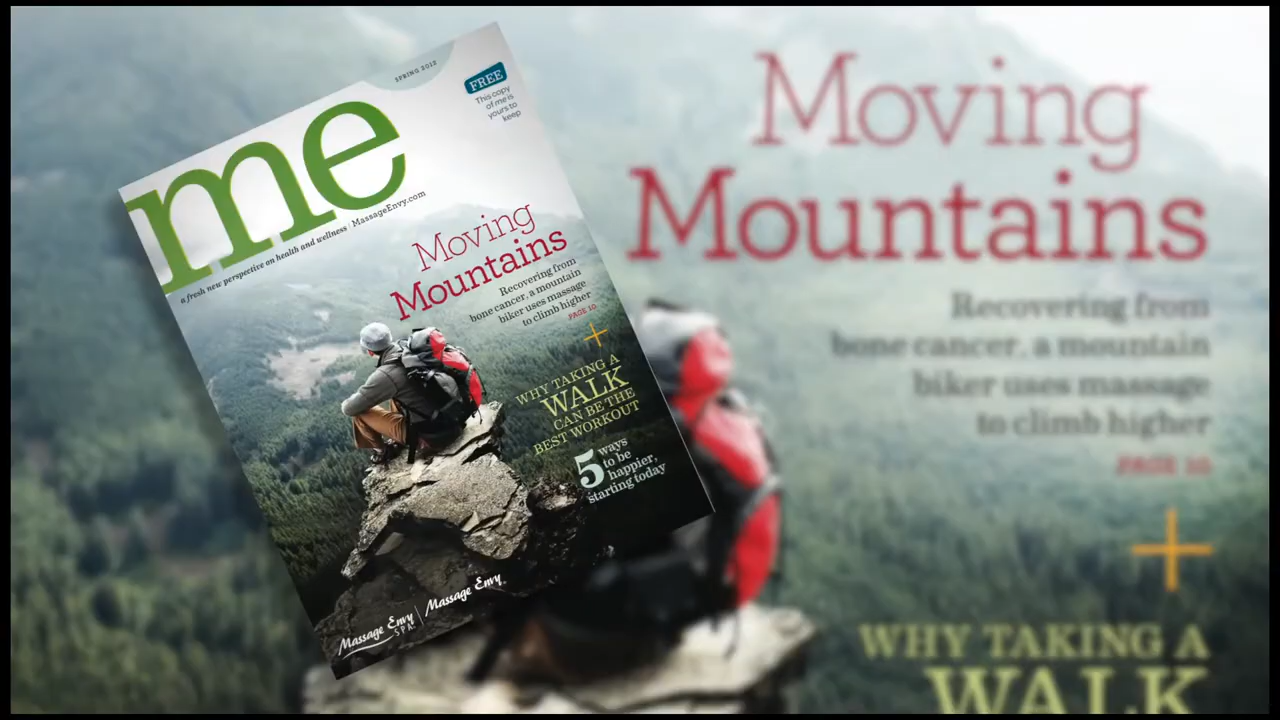 SPRING 2015
FREE
This copy
of me is
yours to
keep
me
a fresh new perspective on health and wellness | MassageEnvy.com
Moving
Mountains
Recovering from
bone cancer, a mountain
biker uses massage
to climb higher
PAGE 10
+
WHY TAKING A
WALK
CAN BE THE
BEST WORKOUT
5 ways
to be
happier,
starting today
Massage Envy
SPA
Massage Envy
Moving
Mountains
Recovering from
bone cancer, a mountain
biker uses massage
to climb higher
PAGE 10
+
WHY TAKING A
WALK